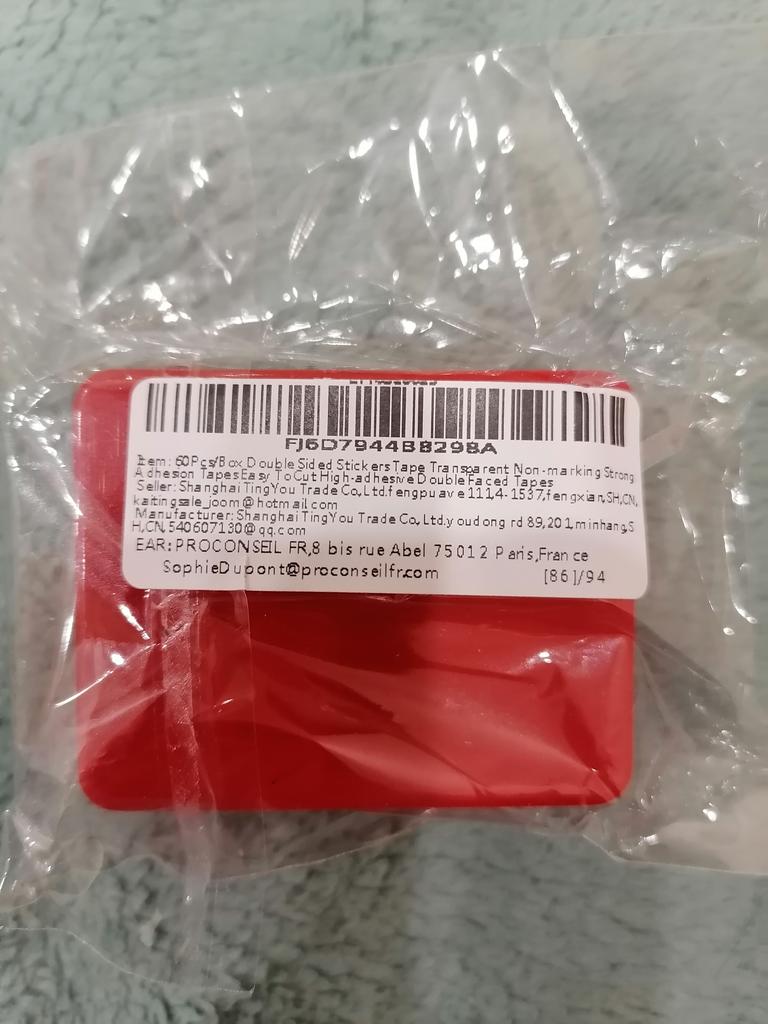 FJ6D7944B8298A
Item: 60Pcs/Box Double Sided Stickers Tape Transparent Non-marking Strong
Adhesion Tapes Easy To Cut High-adhesive Double Faced Tapes
Seller: Shanghai TingYou Trade Co,Ltd.fengpu ave 1114-1537,fengxian,SH,CN,
kaitingsale_joom@hotmail.com
Manufacturer: Shanghai TingYou Trade Co,Ltd.youdong rd 89,201,minhang,S
H,CN,540607130@qq.com
EAR: PROCONSEIL FR,8 bis rue Abel 75012 Paris,France
SophieDupont@proconseilfr.com [86]/94